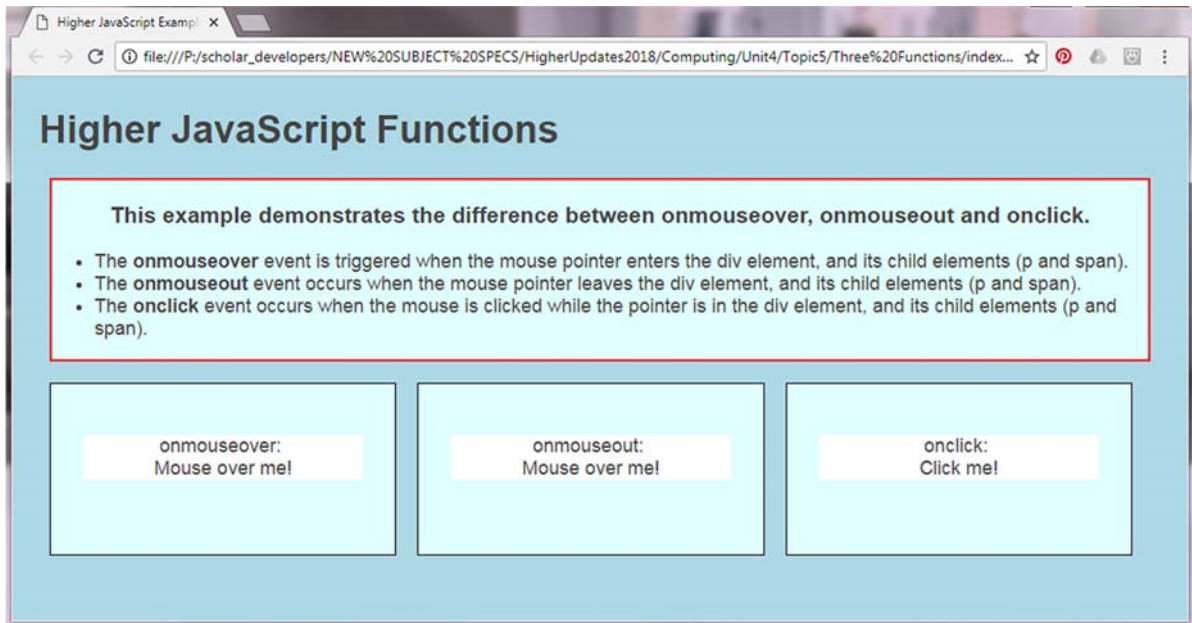 Higher JavaScript Exampl
file:///P:/scholar_developers/NEW%20SUBJECT%20SPECS/HigherUpdates2018/Computing/Unit4/Topic5/Three%20Functions/index...
Higher JavaScript Functions
This example demonstrates the difference between onmouseover, onmouseout and onclick.
• The onmouseover event is triggered when the mouse pointer enters the div element, and its child elements (p and span).
• The onmouseout event occurs when the mouse pointer leaves the div element, and its child elements (p and span).
• The onclick event occurs when the mouse is clicked while the pointer is in the div element, and its child elements (p and
span).
onmouseover:
Mouse over me!
onmouseout:
Mouse over me!
onclick:
Click me!